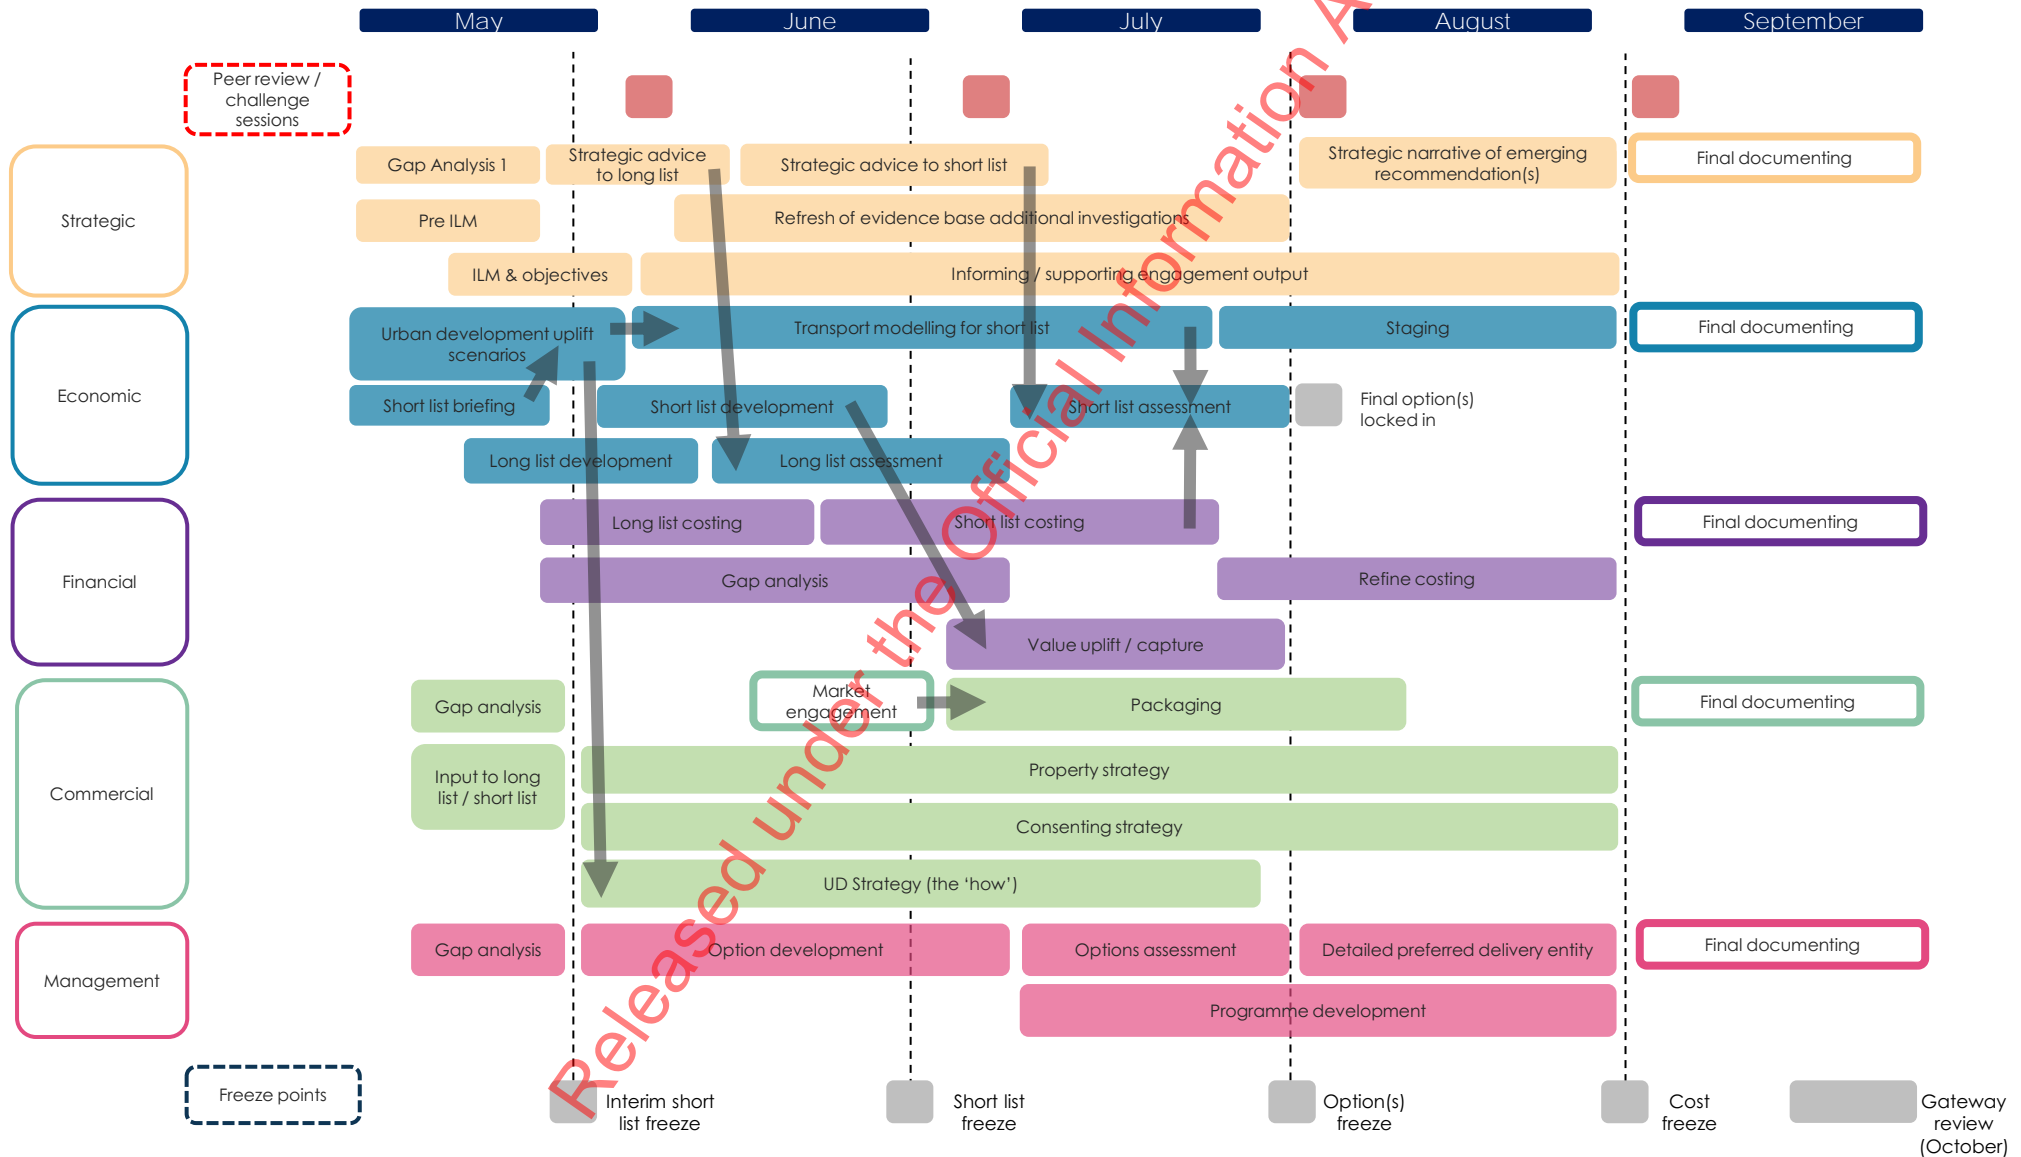 May
June
July
August
September
Peer review /
challenge
sessions
Strategic
Gap Analysis 1
Strategic advice
to long list
Strategic advice to short list
Strategic narrative of emerging
recommendation(s)
Final documenting
Pre ILM
Refresh of evidence base additional investigations
ILM & objectives
Informing / supporting engagement output
Economic
Urban development uplift
scenarios
Transport modelling for short list
Staging
Final documenting
Short list briefing
Short list development
Short list assessment
Final option(s)
locked in
Long list development
Long list assessment
Financial
Long list costing
Short list costing
Final documenting
Gap analysis
Refine costing
Value uplift / capture
Commercial
Gap analysis
Market
engagement
Packaging
Final documenting
Input to long
list / short list
Property strategy
Consenting strategy
UD Strategy (the ‘how’)
Management
Gap analysis
Option development
Options assessment
Detailed preferred delivery entity
Final documenting
Programme development
Freeze points
Interim short
list freeze
Short list
freeze
Option(s)
freeze
Cost
freeze
Gateway
review
(October)
Released under the Official Information A